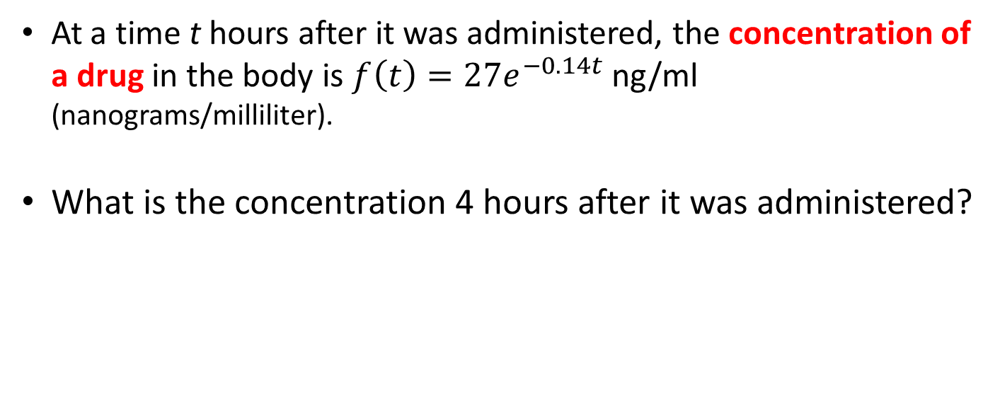 • At a time t hours after it was administered, the concentration of
a drug in the body is f(t) = 27e^{−0.14t} ng/ml
(nanograms/milliliter).
• What is the concentration 4 hours after it was administered?